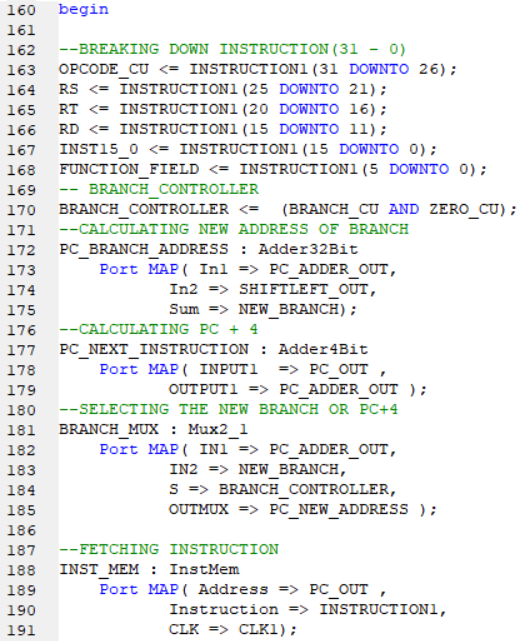 160 begin
161
162 --BREAKING DOWN INSTRUCTION(31 - 0)
163 OPCODE_CU <= INSTRUCTION1(31 DOWNTO 26);
164 RS <= INSTRUCTION1(25 DOWNTO 21);
165 RT <= INSTRUCTION1(20 DOWNTO 16);
166 RD <= INSTRUCTION1(15 DOWNTO 11);
167 INST15_0 <= INSTRUCTION1(15 DOWNTO 0);
168 FUNCTION_FIELD <= INSTRUCTION1(5 DOWNTO 0);
169 -- BRANCH_CONTROLLER
170 BRANCH_CONTROLLER <=  (BRANCH_CU AND ZERO_CU);
171 --CALCULATING NEW ADDRESS OF BRANCH
172 PC_BRANCH_ADDRESS : Adder32Bit
173     Port MAP( In1 => PC_ADDER_OUT,
174            In2 => SHIFTLEFT_OUT,
175            Sum => NEW_BRANCH);
176 --CALCULATING PC + 4
177 PC_NEXT_INSTRUCTION : Adder4Bit
178     Port MAP( INPUT1  => PC_OUT ,
179            OUTPUT1 => PC_ADDER_OUT );
180 --SELECTING THE NEW BRANCH OR PC+4
181 BRANCH_MUX : Mux2_1
182     Port MAP( IN1 => PC_ADDER_OUT,
183            IN2 => NEW_BRANCH,
184            S => BRANCH_CONTROLLER,
185            OUTMUX => PC_NEW_ADDRESS );
186
187 --FETCHING INSTRUCTION
188 INST_MEM : InstMem
189     Port MAP( Address => PC_OUT ,
190            Instruction => INSTRUCTION1,
191            CLK => CLK1);